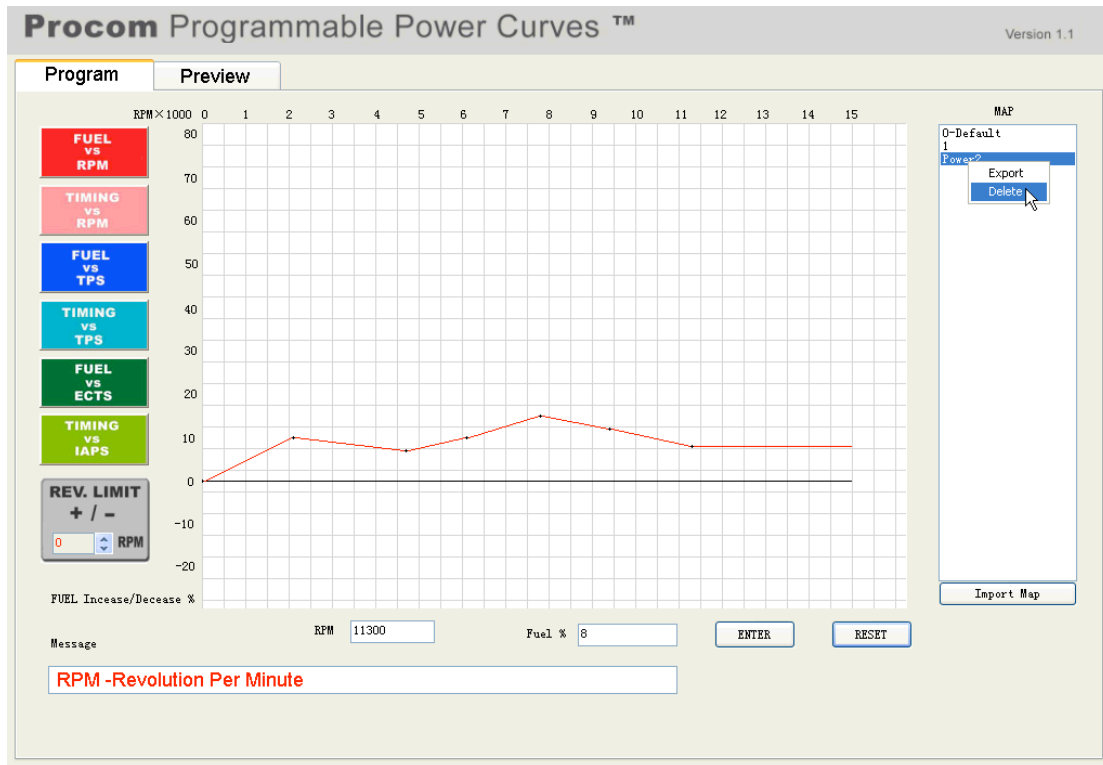 Procom Programmable Power Curves ™
Version 1.1
Program Preview
RPM×1000 0 1 2 3 4 5 6 7 8 9 10 11 12 13 14 15
MAP
80
70
60
50
40
30
20
10
0
-10
-20
FUEL
vs
RPM
TIMING
vs
RPM
FUEL
vs
TPS
TIMING
vs
TPS
FUEL
vs
ECTS
TIMING
vs
IAPS
REV. LIMIT
+ / -
0 RPM
0-Default
1
Power2
Export
Delete
Import Map
FUEL Incease/Decease %
RPM 11300 Fuel % 8 ENTER RESET
Message
RPM -Revolution Per Minute